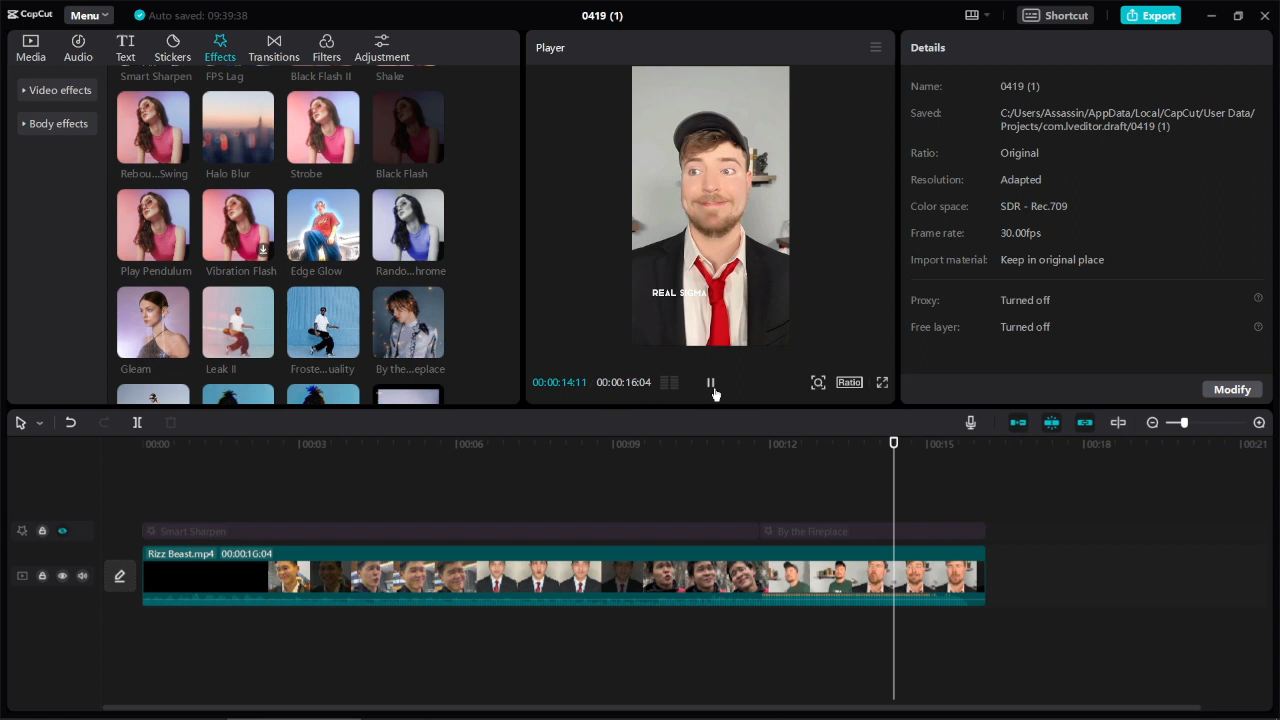 CapCut
Menu
Auto saved: 09:39:38
0419 (1)
Shortcut
Export
Media
Audio
Text
Stickers
Effects
Transitions
Filters
Adjustment
Video effects
Body effects
Smart Sharpen
FPS Lag
Black Flash II
Shake
Rebou...Swing
Halo Blur
Strobe
Black Flash
Play Pendulum
Vibration Flash
Edge Glow
Rando...hrome
Gleam
Leak II
Froste...uality
By the...eplace
Player
REAL SIGMA
00:00:14:11
00:00:16:04
Ratio
Details
Name: 0419 (1)
Saved: C:/Users/Assassin/AppData/Local/CapCut/User Data/
Projects/com.lveditor.draft/0419 (1)
Ratio: Original
Resolution: Adapted
Color space: SDR - Rec.709
Frame rate: 30.00fps
Import material: Keep in original place
Proxy: Turned off
Free layer: Turned off
Modify
00:00
00:03
00:06
00:09
00:12
00:15
00:18
00:21
Smart Sharpen
By the Fireplace
Rizz Beast.mp4 00:00:16:04